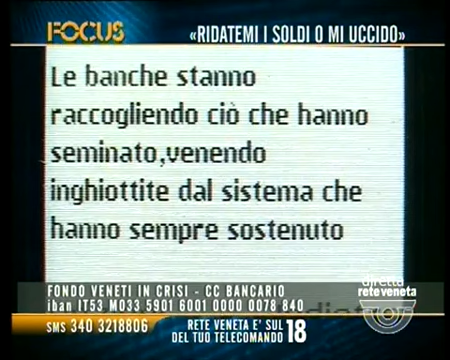 FOCUS
«RIDATEMI I SOLDI O MI UCCIDO»
Le banche stanno
raccogliendo ciò che hanno
seminato,venendo
inghiottite dal sistema che
hanno sempre sostenuto
diretta
reteveneta
FONDO VENETI IN CRISI - CC BANCARIO
iban IT53 M033 5901 6001 0000 0078 840
SMS 340 3218806
RETE VENETA E' SUL
DEL TUO TELECOMANDO 18